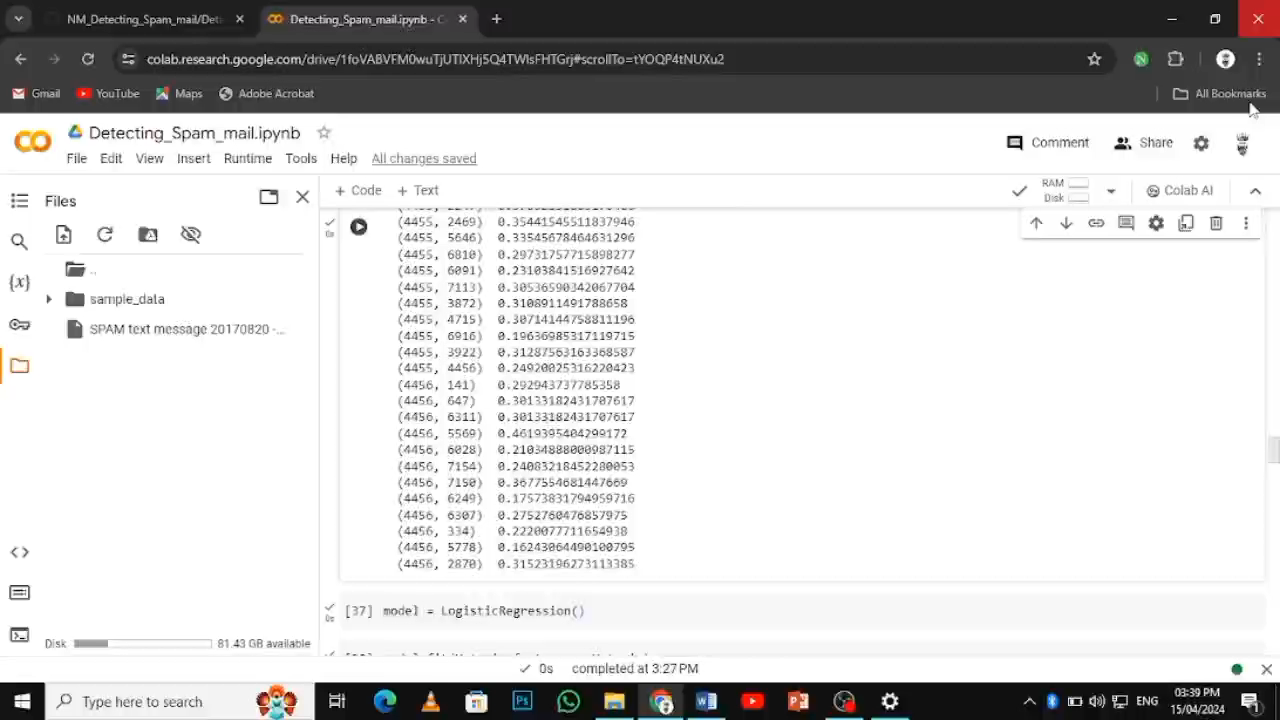 NM_Detecting_Spam_mail/Dete
Detecting_Spam_mail.ipynb - C
colab.research.google.com/drive/1foVABVFM0wuTjUTIXHj5Q4TWIsFHTGrj#scrollTo=tYOQP4tNUXu2
Gmail
YouTube
Maps
Adobe Acrobat
All Bookmarks
Detecting_Spam_mail.ipynb
File Edit View Insert Runtime Tools Help All changes saved
Comment
Share
Files
+ Code + Text
RAM
Disk
Colab AI
..
sample_data
SPAM text message 20170820 -...
(4455, 2469) 0.35441545511837946
(4455, 5646) 0.33545678464631296
(4455, 6810) 0.29731757715898277
(4455, 6091) 0.23103841516927642
(4455, 7113) 0.30536590342067704
(4455, 3872) 0.3108911491788658
(4455, 4715) 0.30714144758811196
(4455, 6916) 0.19636985317119715
(4455, 3922) 0.31287563163368587
(4455, 4456) 0.24920025316220423
(4456, 141) 0.292943737785358
(4456, 647) 0.30133182431707617
(4456, 6311) 0.30133182431707617
(4456, 5569) 0.4619395404299172
(4456, 6028) 0.21034888000987115
(4456, 7154) 0.24083218452280053
(4456, 7150) 0.3677554681447669
(4456, 6249) 0.17573831794959716
(4456, 6307) 0.2752760476857975
(4456, 334) 0.2220077711654938
(4456, 5778) 0.16243064490100795
(4456, 2870) 0.31523196273113385
0s
[37] model = LogisticRegression()
0s
Disk
81.43 GB available
0s completed at 3:27 PM
Type here to search
ENG
03:39 PM
15/04/2024